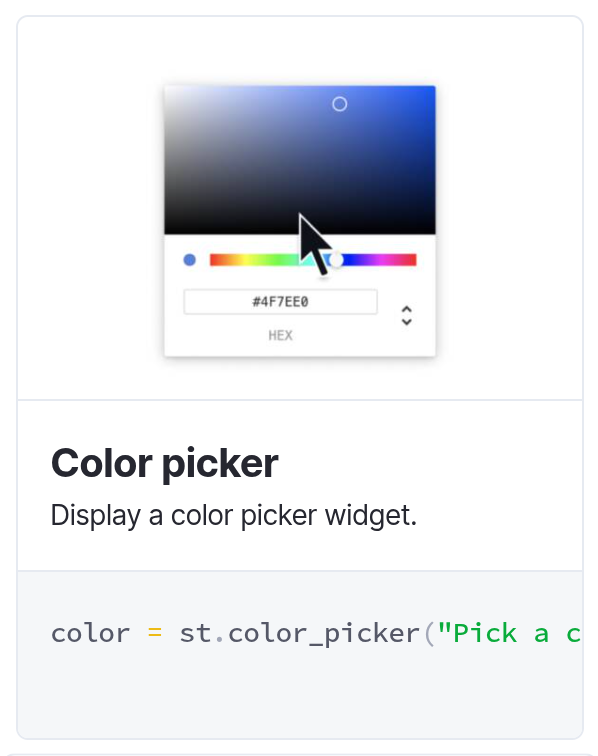 #4F7EE0
HEX
Color picker
Display a color picker widget.
color = st.color_picker("Pick a c